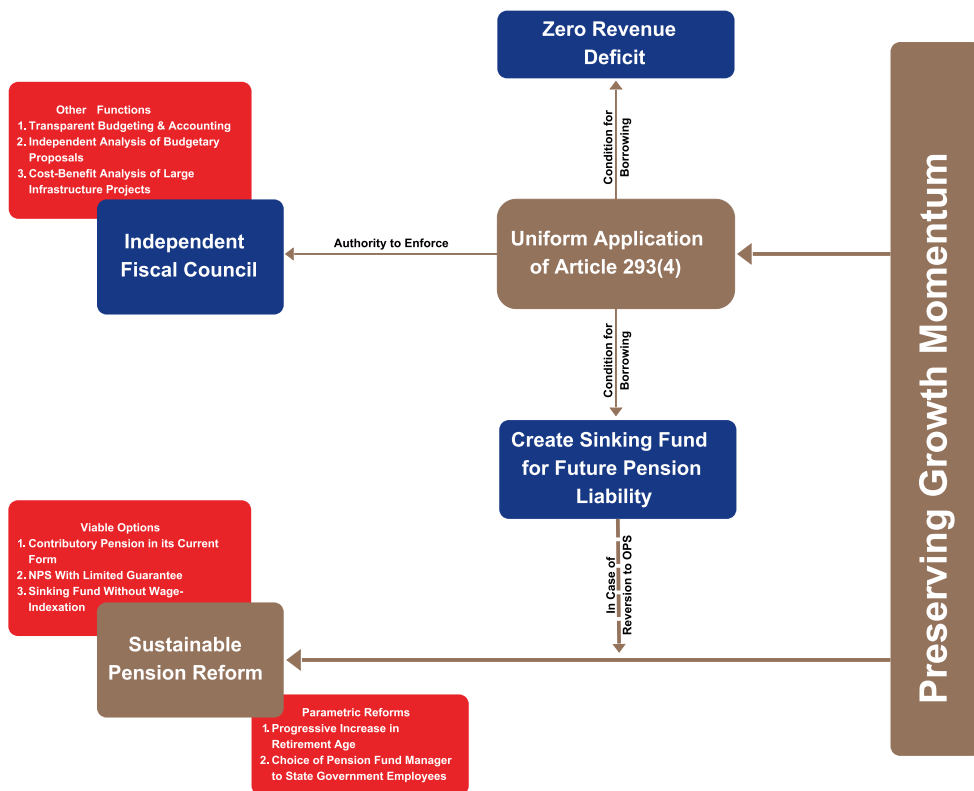 Zero Revenue
Deficit
Other Functions
1. Transparent Budgeting & Accounting
2. Independent Analysis of Budgetary
Proposals
3. Cost-Benefit Analysis of Large
Infrastructure Projects
Condition for
Borrowing
Independent
Fiscal Council
Authority to Enforce
Uniform Application
of Article 293(4)
Preserving Growth Momentum
Condition for
Borrowing
Create Sinking Fund
for Future Pension
Liability
In Case of
Reversion to OPS
Viable Options
1. Contributory Pension in its Current
Form
2. NPS With Limited Guarantee
3. Sinking Fund Without Wage-
Indexation
Sustainable
Pension Reform
Parametric Reforms
1. Progressive Increase in
Retirement Age
2. Choice of Pension Fund Manager
to State Government Employees